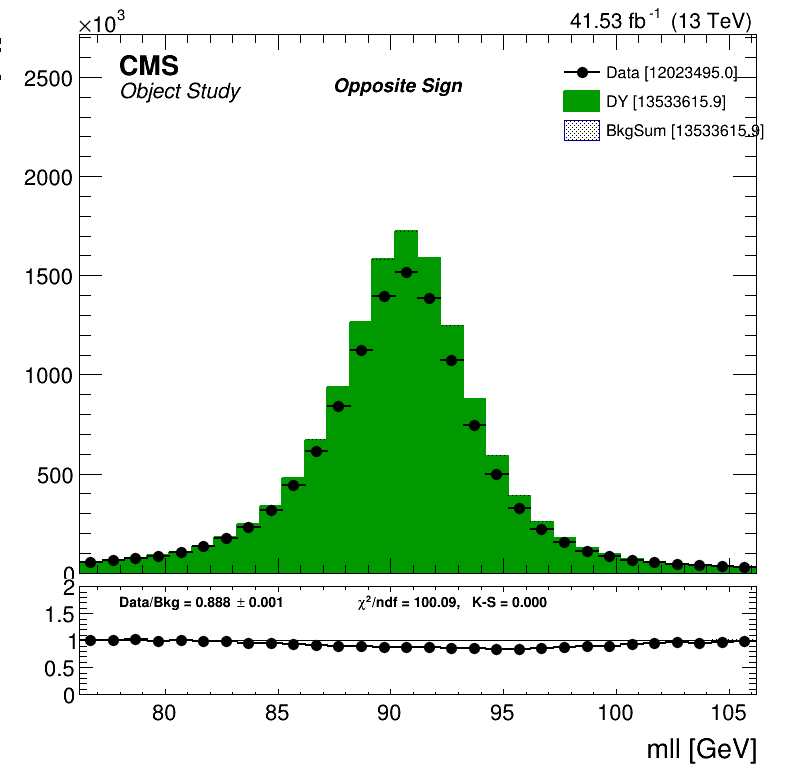 ×10³
41.53 fb⁻¹ (13 TeV)
CMS
Object Study
Opposite Sign
Data [12023495.0]
DY [13533615.9]
BkgSum [13533615.9]
2500
2000
1500
1000
500
0
Data/Bkg = 0.888 ± 0.001
χ²/ndf = 100.09, K-S = 0.000
2
1.5
1
0.5
0
80 85 90 95 100 105
mll [GeV]